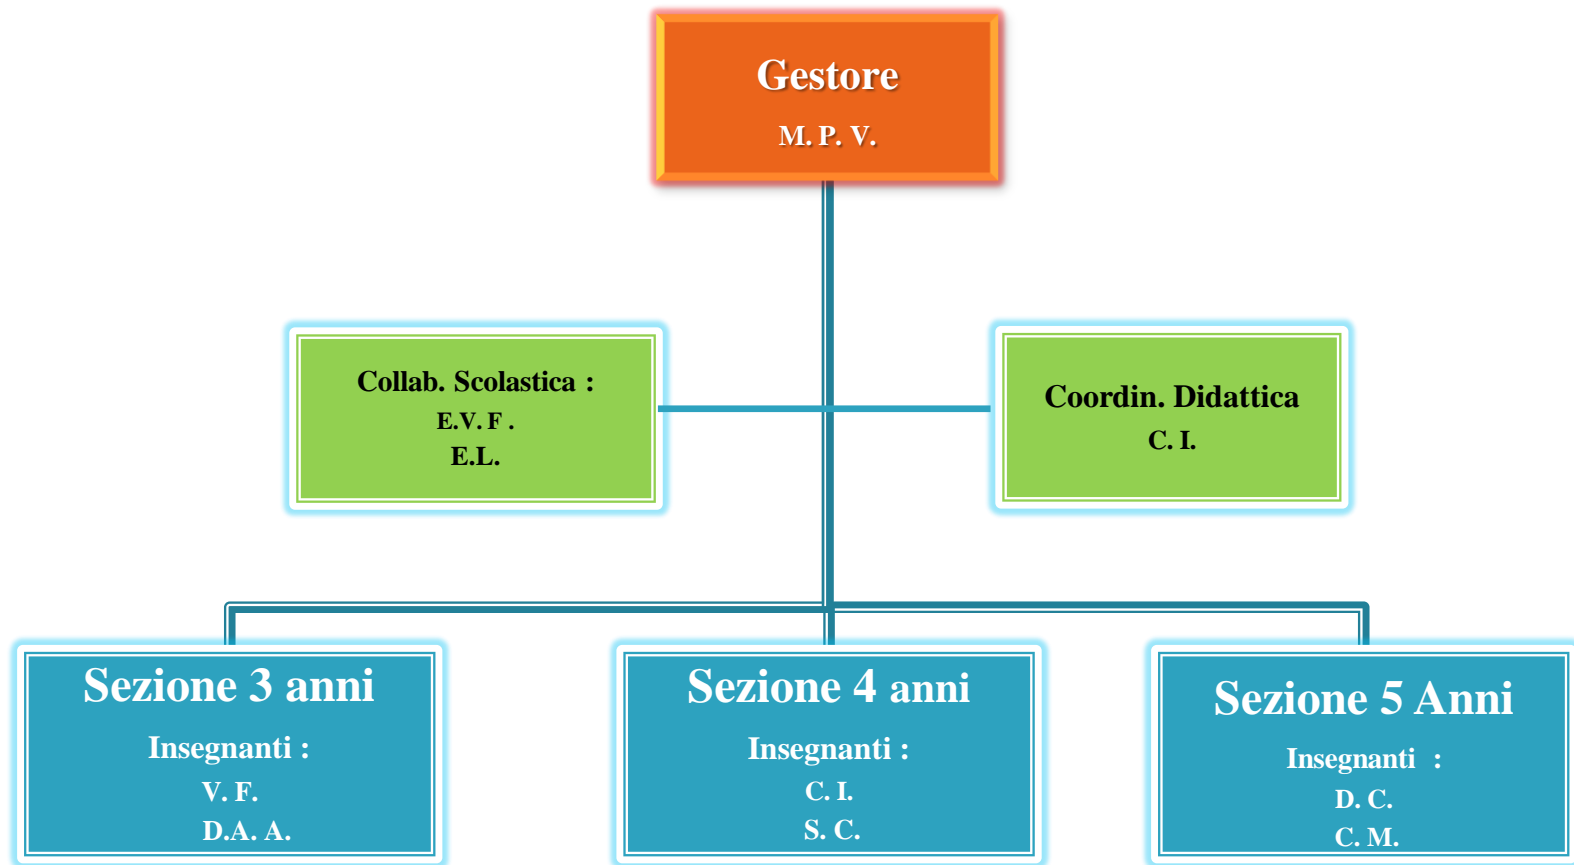 Gestore
M. P. V.
Collab. Scolastica :
E.V. F .
E.L.
Coordin. Didattica
C. I.
Sezione 3 anni
Insegnanti :
V. F.
D.A. A.
Sezione 4 anni
Insegnanti :
C. I.
S. C.
Sezione 5 Anni
Insegnanti :
D. C.
C. M.